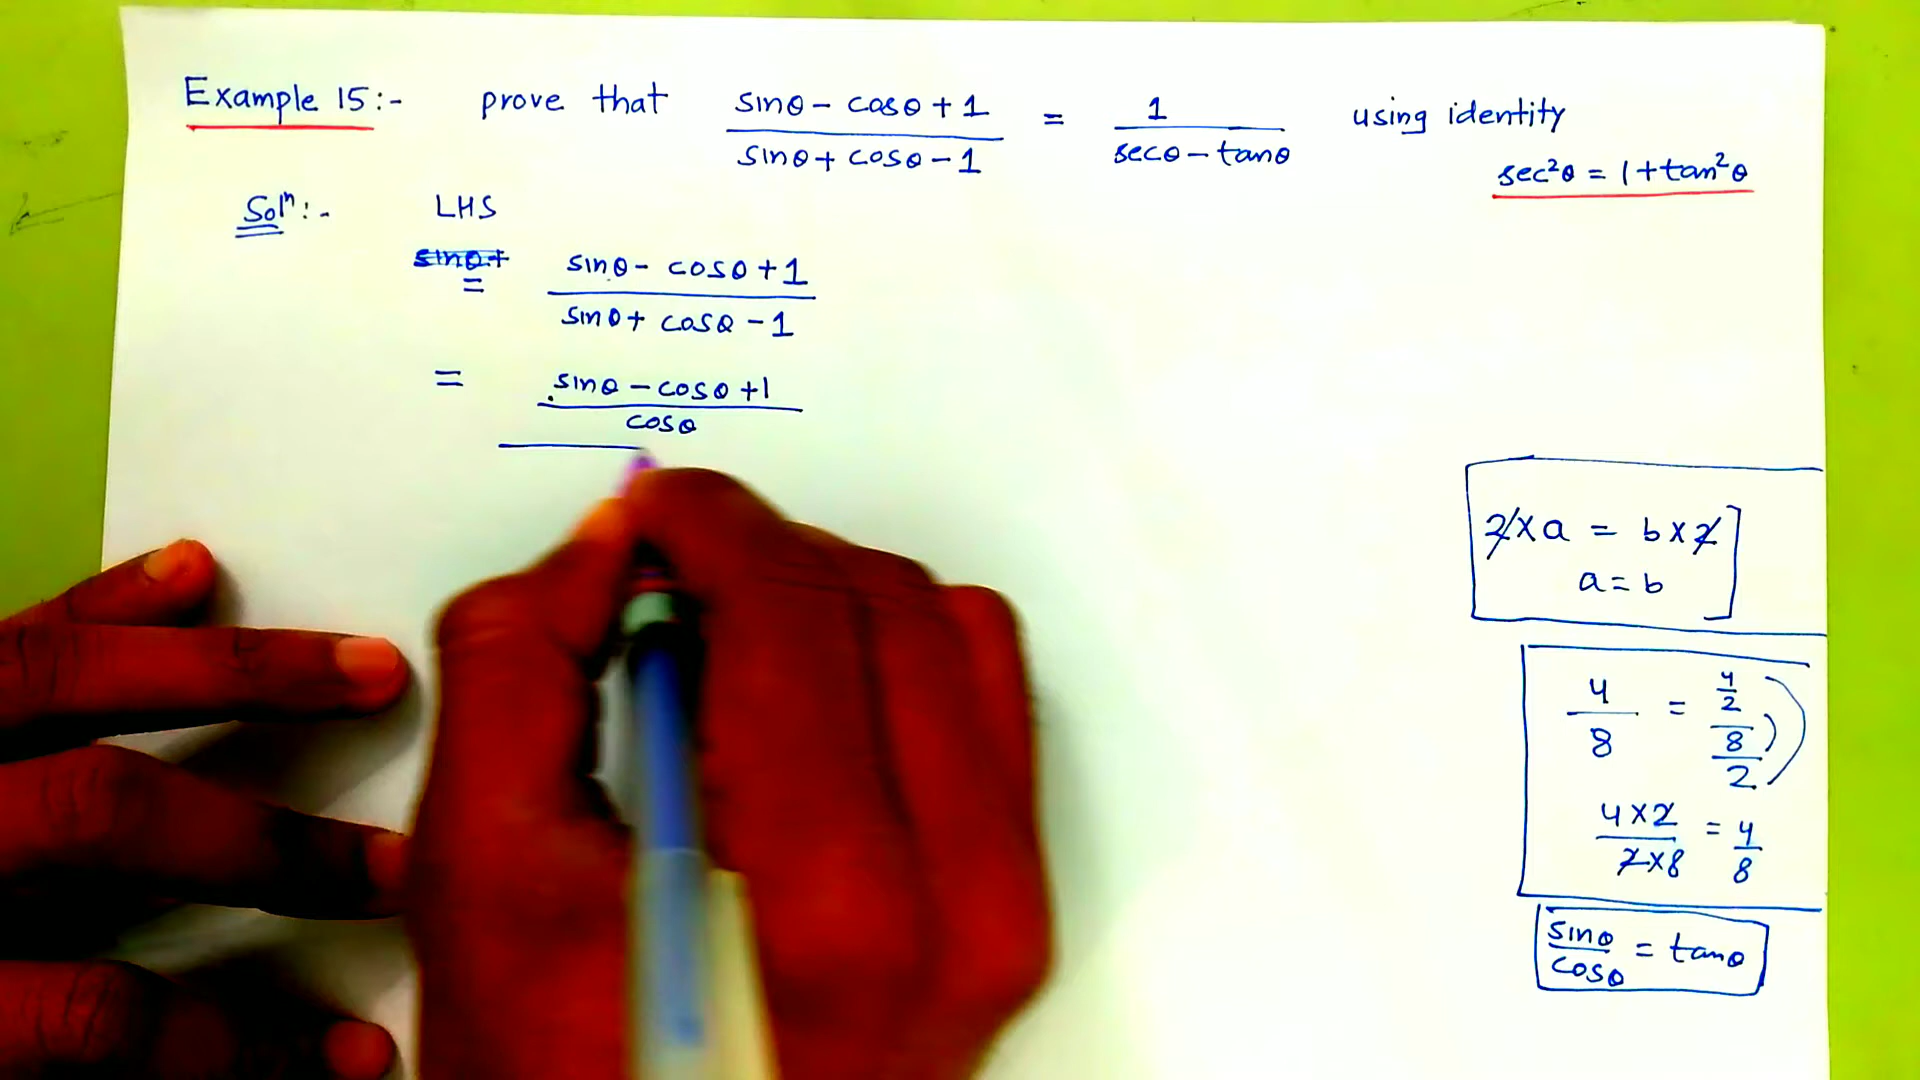 Example 15:- prove that sinθ - cosθ + 1 / sinθ + cosθ - 1 = 1 / secθ - tanθ using identity
sec²θ = 1 + tan²θ
Solⁿ:- LHS
= sinθ - cosθ + 1 / sinθ + cosθ - 1
= sinθ - cosθ + 1 / cosθ
2 × a = b × 2
a = b
4 / 8 = 4/2 / 8/2
4 × 2 / 2 × 8 = 4 / 8
sinθ / cosθ = tanθ